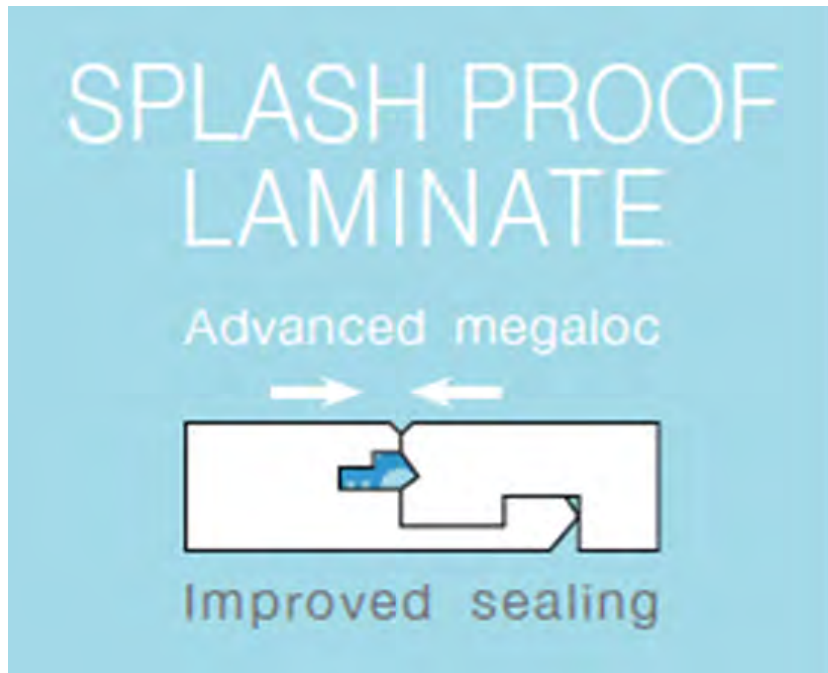 SPLASH PROOF
LAMINATE
Advanced megaloc
Improved sealing